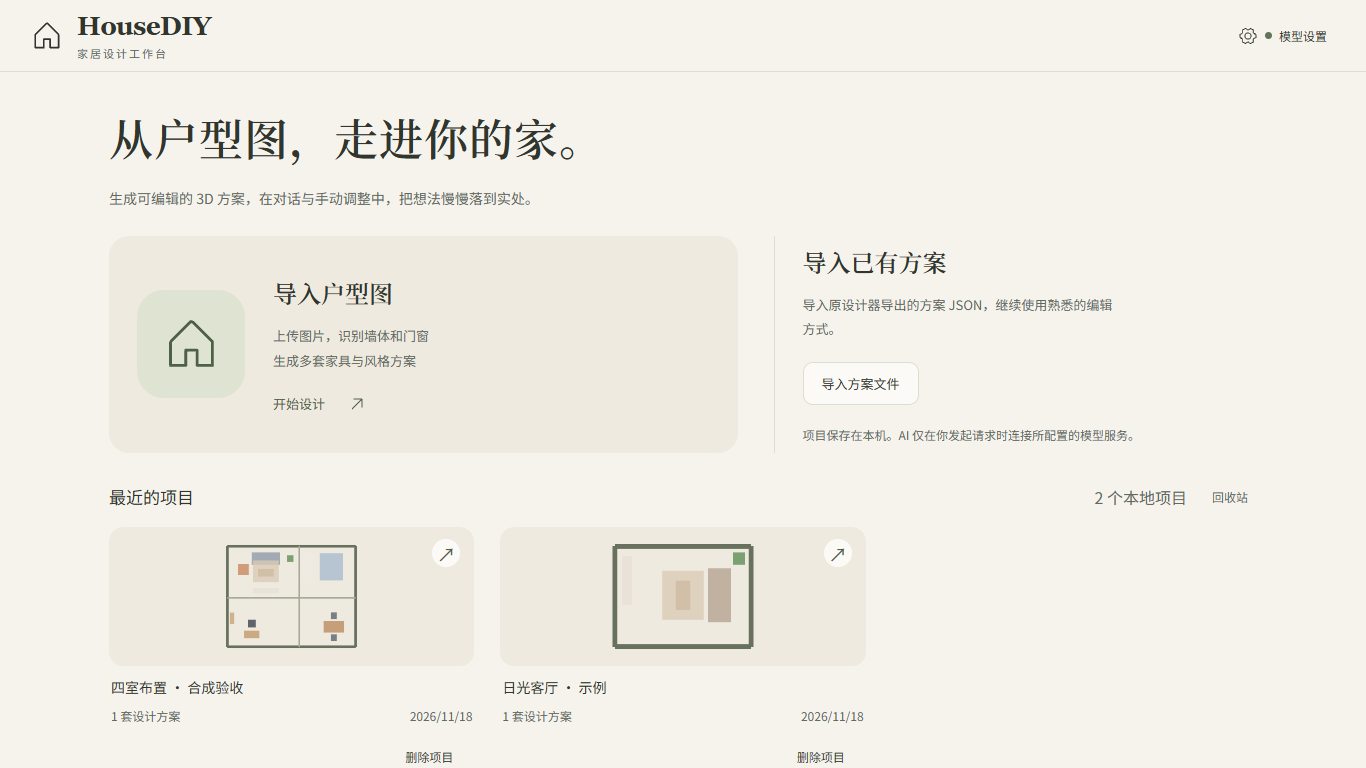 HouseDIY
家居设计工作台
模型设置
从户型图，走进你的家。
生成可编辑的 3D 方案，在对话与手动调整中，把想法慢慢落到实处。
导入户型图
上传图片，识别墙体和门窗
生成多套家具与风格方案
开始设计
导入已有方案
导入原设计器导出的方案 JSON，继续使用熟悉的编辑
方式。
导入方案文件
项目保存在本机。AI 仅在你发起请求时连接所配置的模型服务。
最近的项目
2 个本地项目
回收站
四室布置 · 合成验收
1 套设计方案
2026/11/18
删除项目
日光客厅 · 示例
1 套设计方案
2026/11/18
删除项目